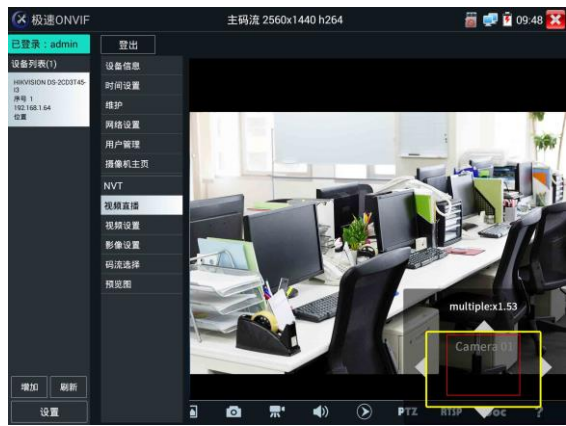 极速ONVIF
主码流 2560x1440 h264
09:48
已登录：admin
登出
设备列表(1)
HIKVISION DS-2CD3T45-I3
序号 1
192.168.1.64
位置
设备信息
时间设置
维护
网络设置
用户管理
摄像机主页
NVT
视频直播
视频设置
影像设置
码流选择
预览图
multiple:x1.53
Camera 01
增加
刷新
设置
PTZ
RTSP
?